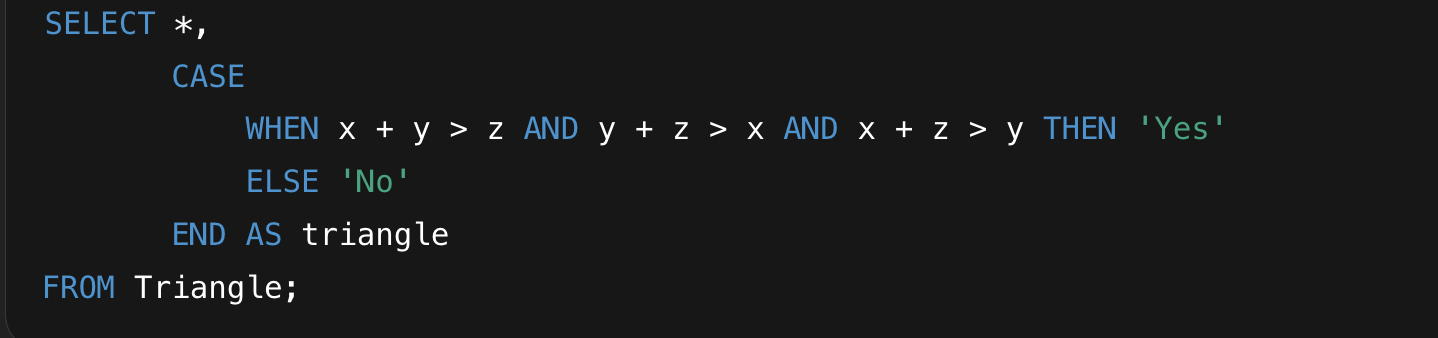 SELECT *,
CASE
WHEN x + y > z AND y + z > x AND x + z > y THEN 'Yes'
ELSE 'No'
END AS triangle
FROM Triangle;